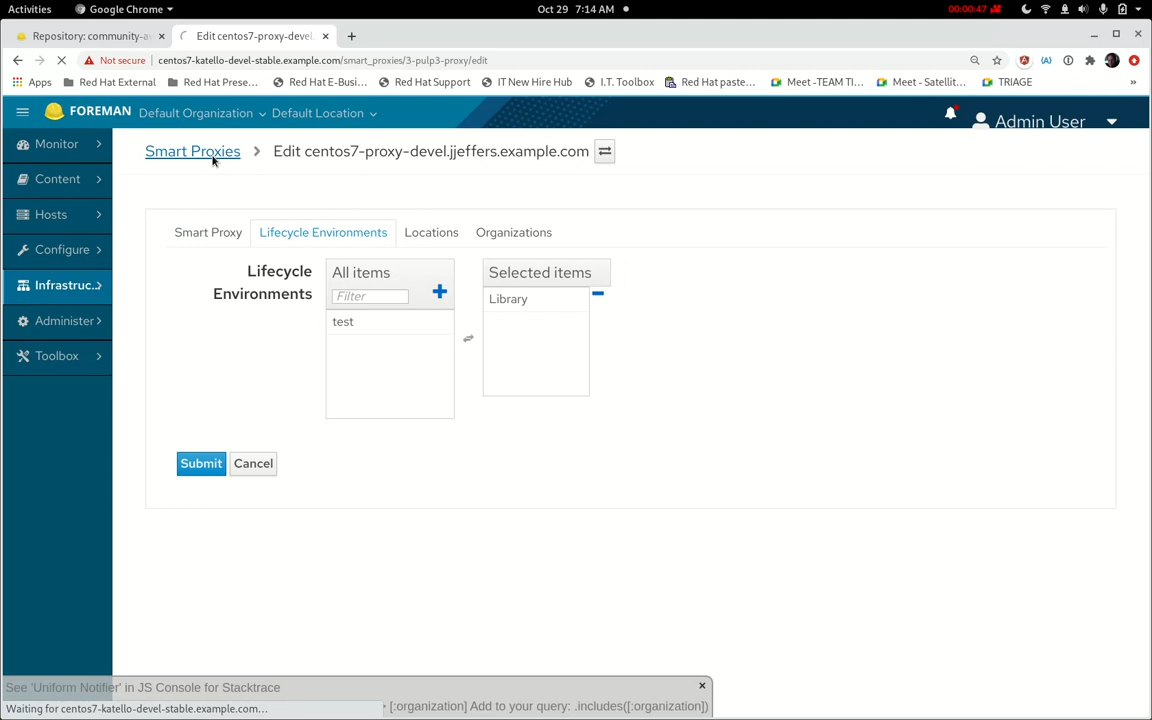 Activities Google Chrome Oct 29 7:14 AM 00:00:47
Repository: community-a
Edit centos7-proxy-devel.
Not secure centos7-katello-devel-stable.example.com/smart_proxies/3-pulp3-proxy/edit
Apps Red Hat External Red Hat Prese... Red Hat E-Busi... Red Hat Support IT New Hire Hub I.T. Toolbox Red Hat paste... Meet -TEAM TI... Meet - Satellit... TRIAGE »
FOREMAN Default Organization Default Location Admin User
Smart Proxies > Edit centos7-proxy-devel.jjeffers.example.com
Monitor
Content
Hosts
Configure
Infrastruc...
Administer
Toolbox
Smart Proxy Lifecycle Environments Locations Organizations
Lifecycle Environments
All items
Filter
test
Selected items
Library
Submit Cancel
See 'Uniform Notifier' in JS Console for Stacktrace
Waiting for centos7-katello-devel-stable.example.com...
[:organization] Add to your query: .includes([:organization])